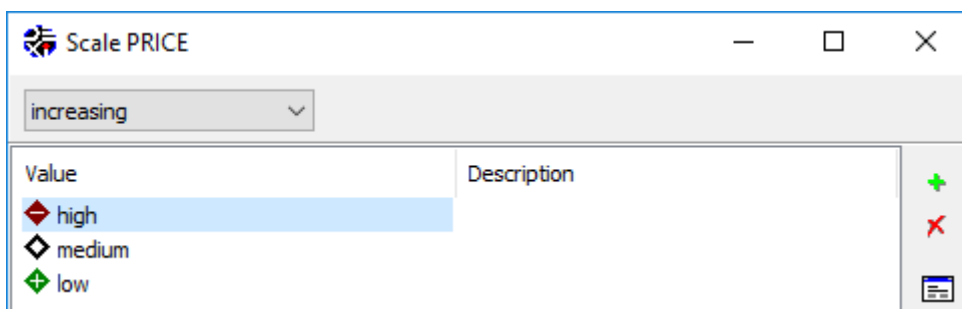 Scale PRICE
increasing
Value Description
high
medium
low